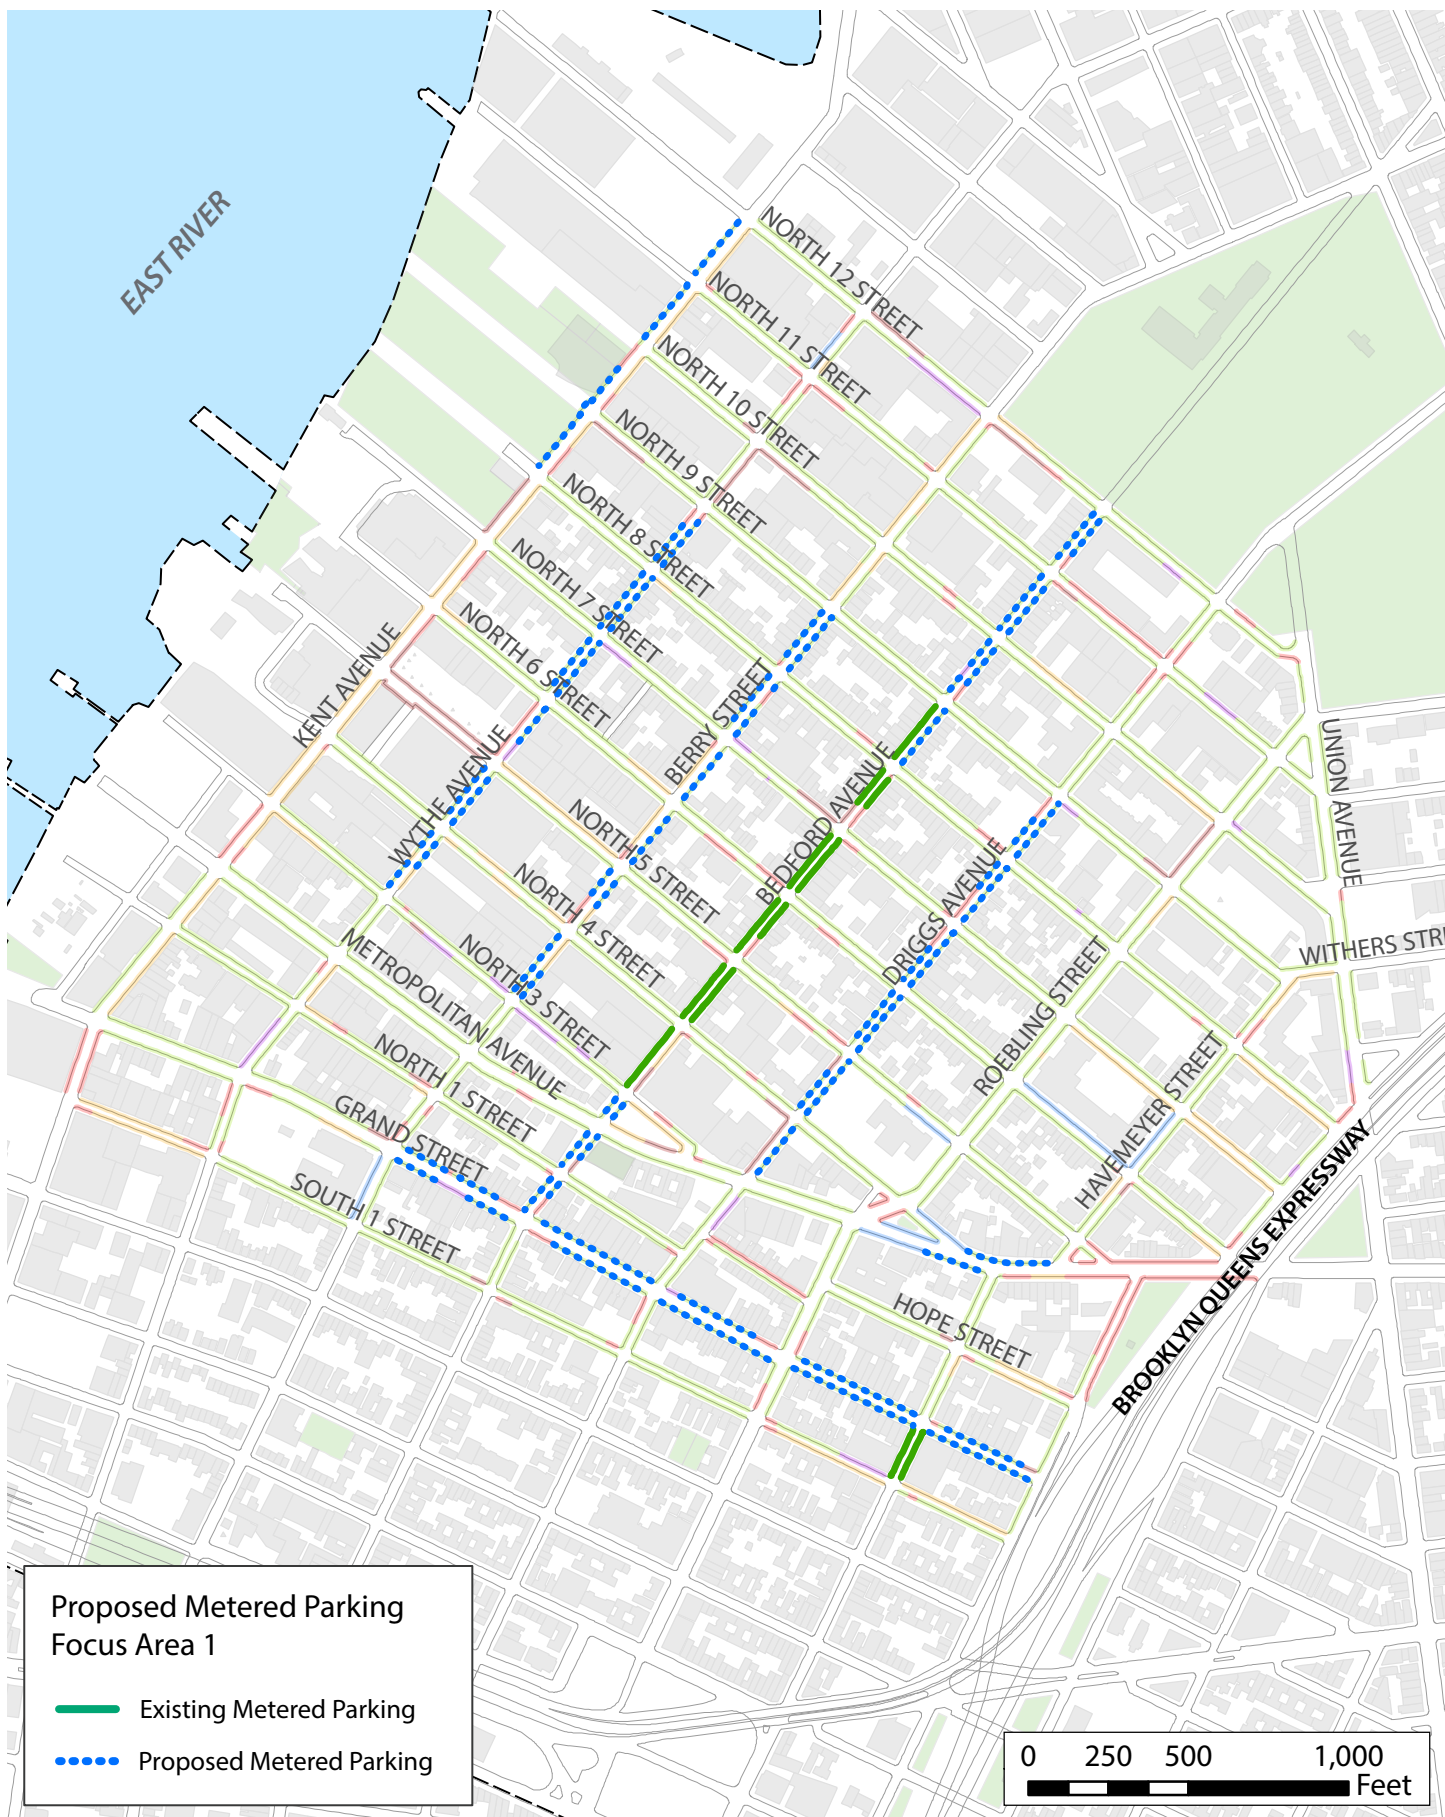 EAST RIVER
NORTH 12 STREET
NORTH 11 STREET
NORTH 10 STREET
NORTH 9 STREET
NORTH 8 STREET
NORTH 7 STREET
NORTH 6 STREET
KENT AVENUE
WYTHE AVENUE
BERRY STREET
BEDFORD AVENUE
UNION AVENUE
NORTH 5 STREET
NORTH 4 STREET
NORTH 3 STREET
DRIGGS AVENUE
WITHERS STRE
METROPOLITAN AVENUE
ROEBLING STREET
NORTH 1 STREET
HAVEMEYER STREET
GRAND STREET
SOUTH 1 STREET
BROOKLYN QUEENS EXPRESSWAY
HOPE STREET
Proposed Metered Parking
Focus Area 1
Existing Metered Parking
Proposed Metered Parking
0 250 500 1,000
Feet